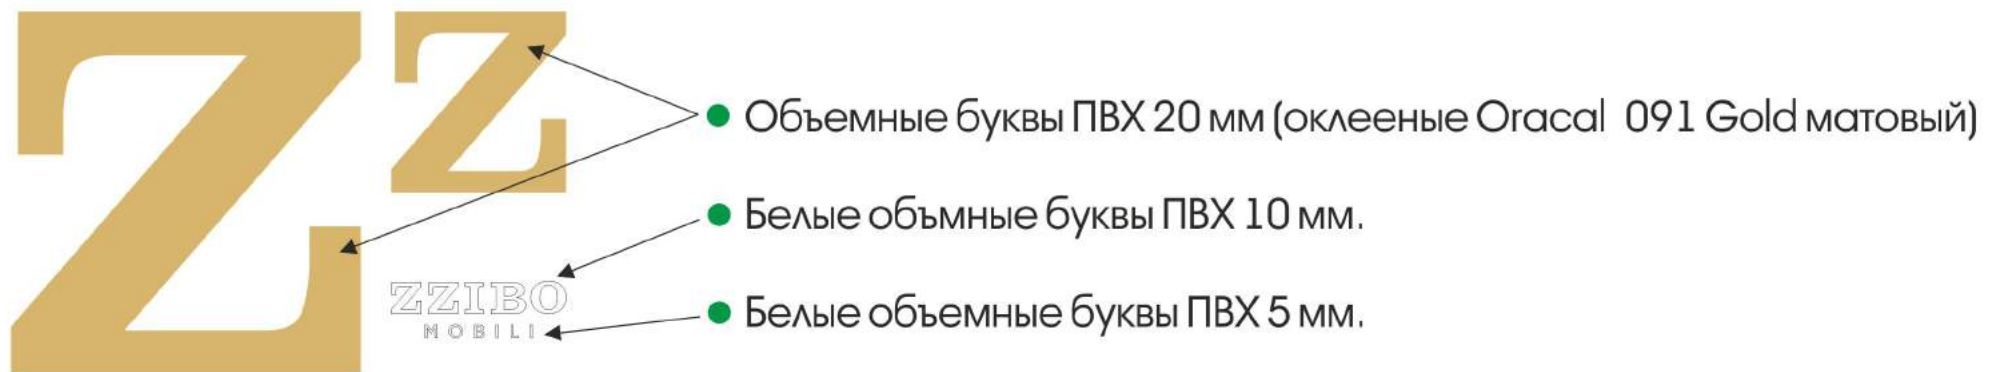 Z
Z
Объемные буквы ПВХ 20 мм (оклееные Oracal 091 Gold матовый)
Белые объмные буквы ПВХ 10 мм.
ZZIBO
MOBILI
Белые объемные буквы ПВХ 5 мм.